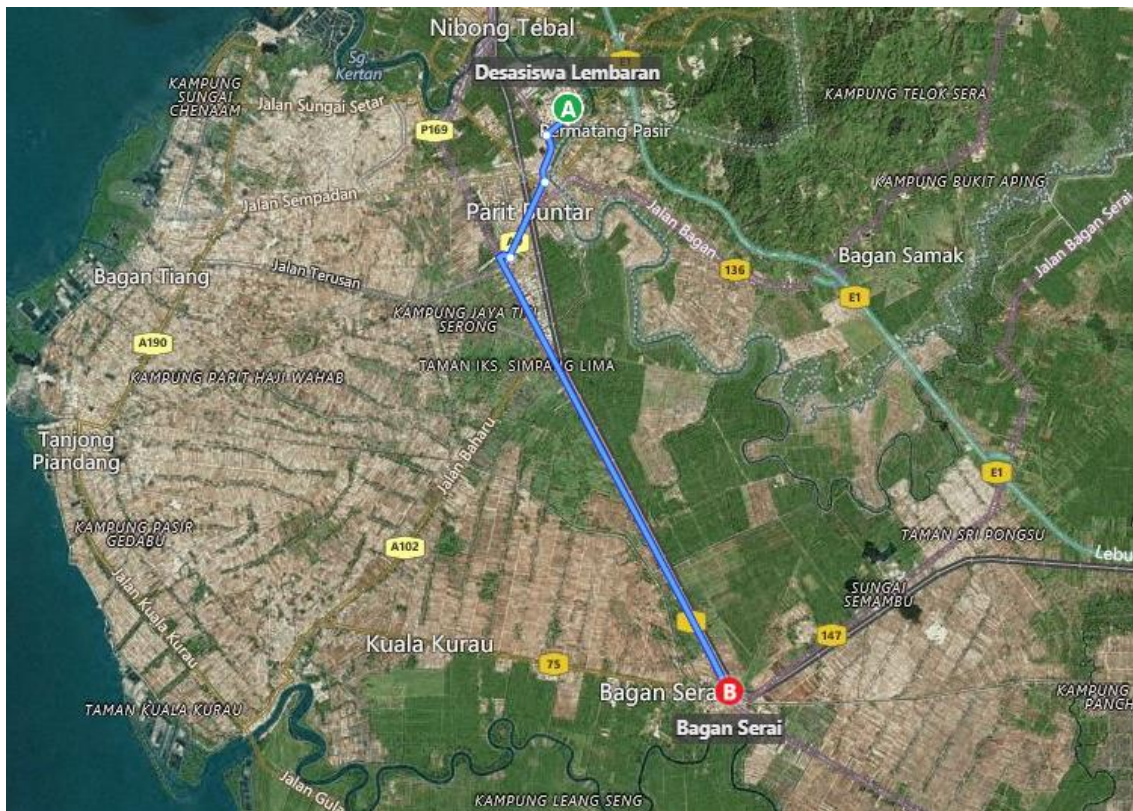 Nibong Tebal
Sg.
Kertan
Desasiswa Lembaran
KAMPUNG
SUNGAI
CHENAAM
Jalan Sungai Setar
KAMPUNG TELOK SERA
A
P169
Permatang Pasir
KAMPUNG BUKIT APING
Jalan Sempadan
Parit Buntar
Jalan Bagan
Jalan Bagan Serai
Bagan Samak
136
Bagan Tiang
Jalan Terusan
E1
KAMPUNG JAYA
SERONG
A190
TAMAN IKS. SIMPANG LIMA
KAMPUNG PARIT HAJI WAHAB
Tanjong
Piandang
Jalan Baharu
E1
KAMPUNG PASIR
GEDABU
TAMAN SRI PONGSU
A102
Lebu
SUNGAI
SEMAMBU
Jalan Kuala Kurau
Kuala Kurau
147
75
Bagan Sera
B
KAMPUNG
PANCH
TAMAN KUALA KURAU
Bagan Serai
Jalan Gula
KAMPUNG LEANG SENG